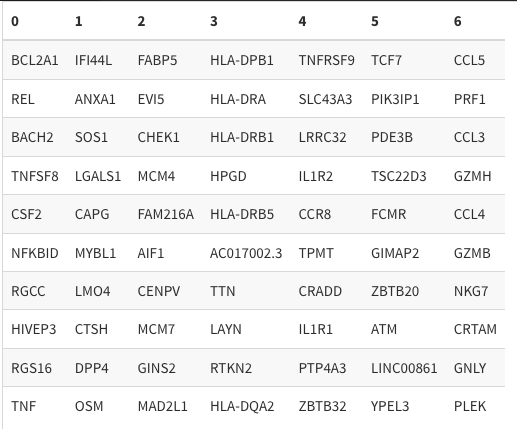 0 1 2 3 4 5 6
BCL2A1 IFI44L FABP5 HLA-DPB1 TNFRSF9 TCF7 CCL5
REL ANXA1 EVI5 HLA-DRA SLC43A3 PIK3IP1 PRF1
BACH2 SOS1 CHEK1 HLA-DRB1 LRRC32 PDE3B CCL3
TNFSF8 LGALS1 MCM4 HPGD IL1R2 TSC22D3 GZMH
CSF2 CAPG FAM216A HLA-DRB5 CCR8 FCMR CCL4
NFKBID MYBL1 AIF1 AC017002.3 TPMT GIMAP2 GZMB
RGCC LMO4 CENPV TTN CRADD ZBTB20 NKG7
HIVEP3 CTSH MCM7 LAYN IL1R1 ATM CRTAM
RGS16 DPP4 GINS2 RTKN2 PTP4A3 LINC00861 GNLY
TNF OSM MAD2L1 HLA-DQA2 ZBTB32 YPEL3 PLEK